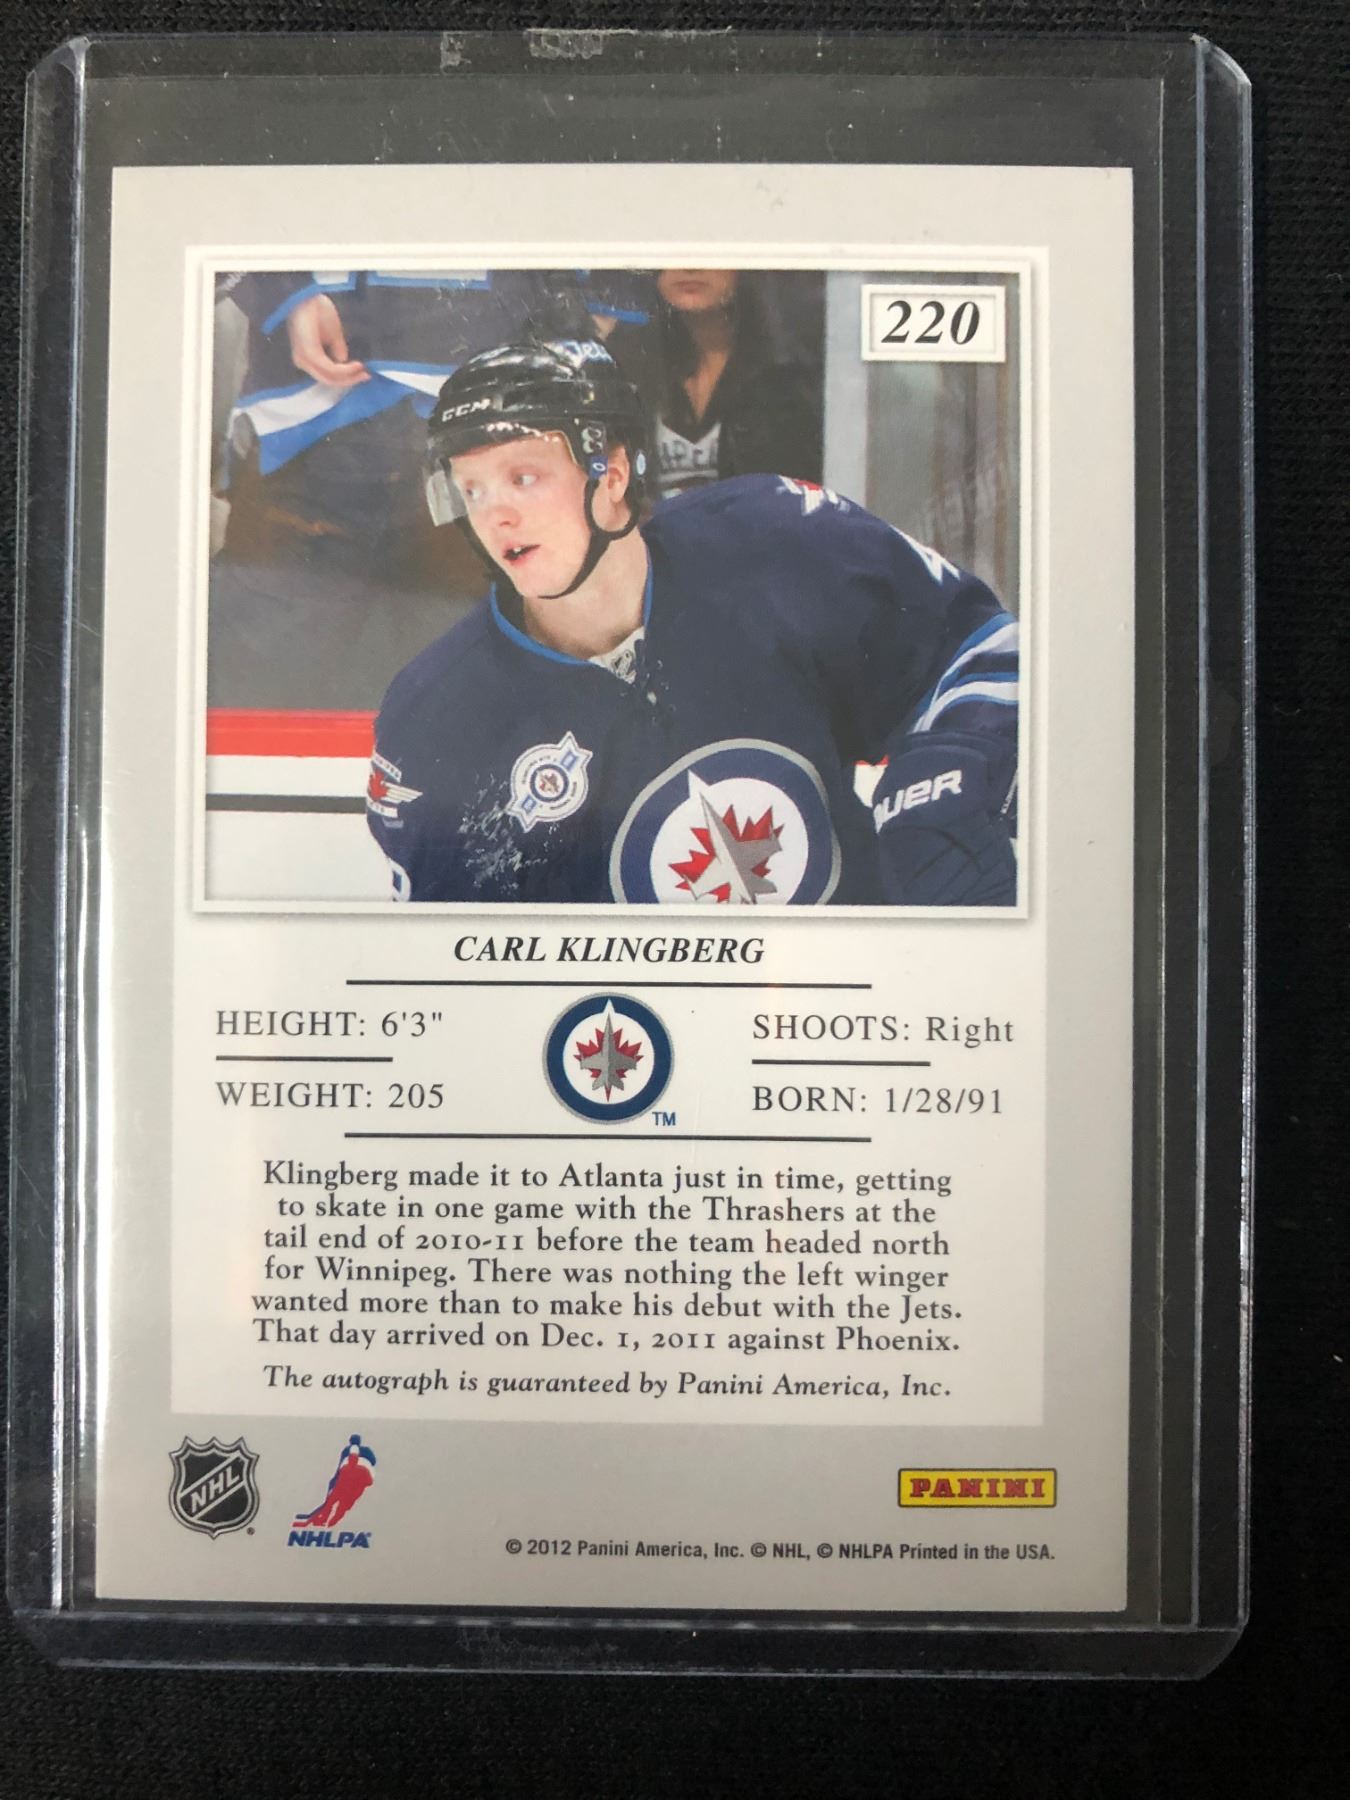 220
Jets
CCM
BAUER
CARL KLINGBERG
HEIGHT: 6'3"
SHOOTS: Right
WEIGHT: 205
BORN: 1/28/91
TM
Klingberg made it to Atlanta just in time, getting
to skate in one game with the Thrashers at the
tail end of 2010-11 before the team headed north
for Winnipeg. There was nothing the left winger
wanted more than to make his debut with the Jets.
That day arrived on Dec. 1, 2011 against Phoenix.
The autograph is guaranteed by Panini America, Inc.
NHL
NHLPA
PANINI
© 2012 Panini America, Inc. © NHL, © NHLPA Printed in the USA.